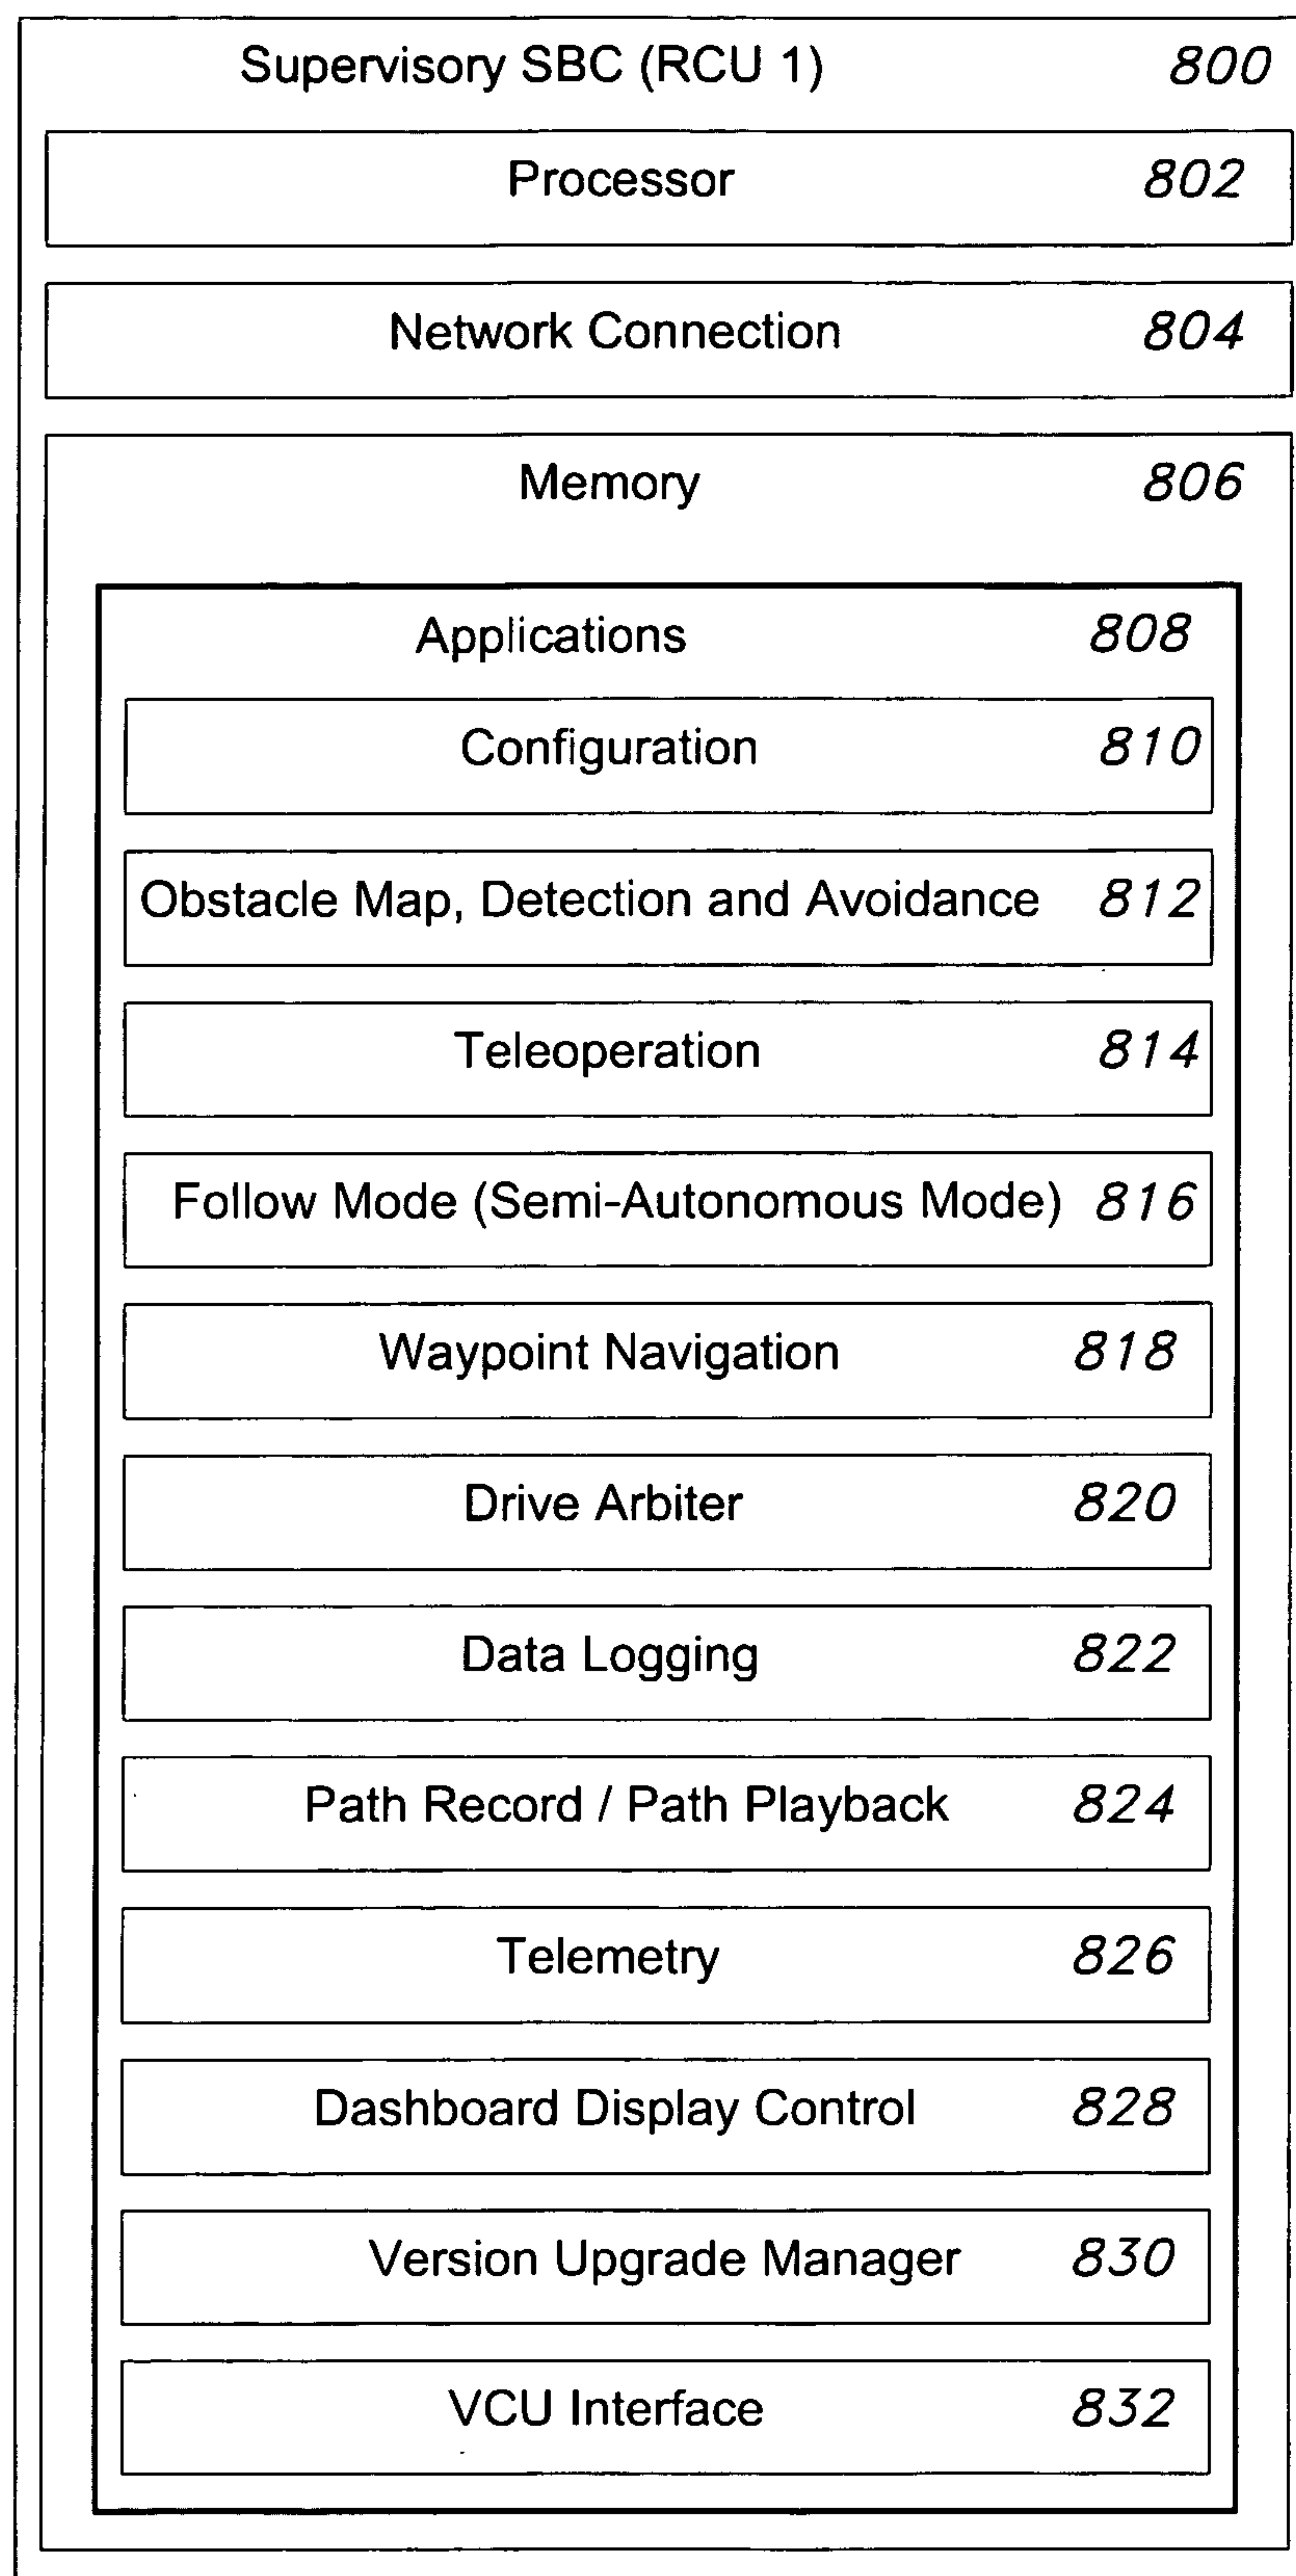 Supervisory SBC (RCU 1) 800
Processor 802
Network Connection 804
Memory 806
Applications 808
Configuration 810
Obstacle Map, Detection and Avoidance 812
Teleoperation 814
Follow Mode (Semi-Autonomous Mode) 816
Waypoint Navigation 818
Drive Arbiter 820
Data Logging 822
Path Record / Path Playback 824
Telemetry 826
Dashboard Display Control 828
Version Upgrade Manager 830
VCU Interface 832